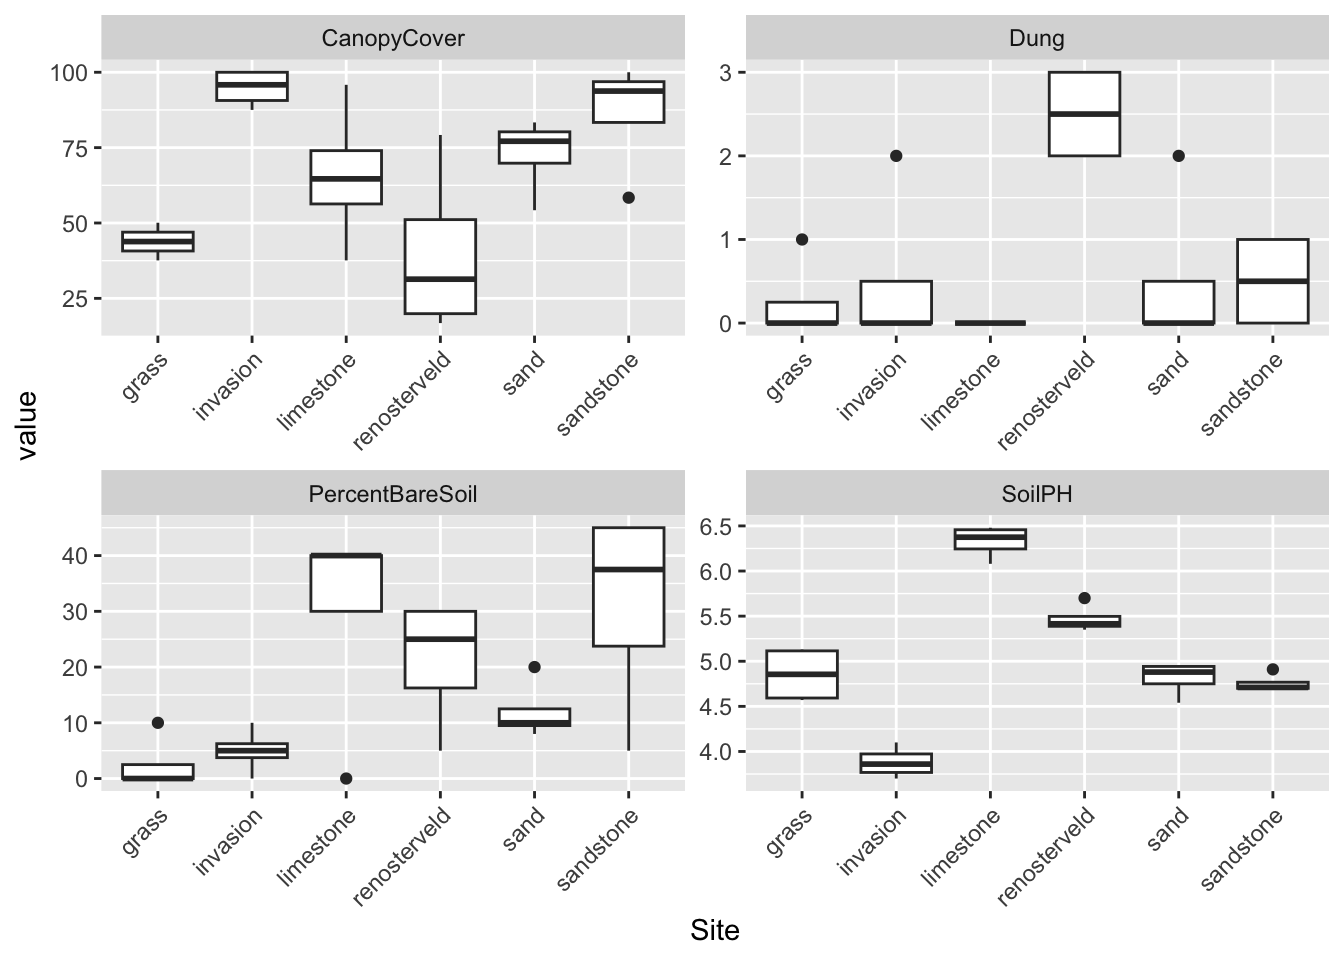 CanopyCover
Dung
100
75
50
25
3
2
1
0
grass
invasion
limestone
renosterveld
sand
sandstone
grass
invasion
limestone
renosterveld
sand
sandstone
value
PercentBareSoil
SoilPH
40
30
20
10
0
6.5
6.0
5.5
5.0
4.5
4.0
grass
invasion
limestone
renosterveld
sand
sandstone
grass
invasion
limestone
renosterveld
sand
sandstone
Site